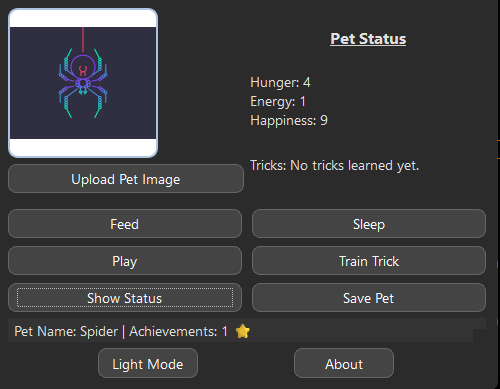 Pet Status
Hunger: 4
Energy: 1
Happiness: 9
Tricks: No tricks learned yet.
Upload Pet Image
Feed
Sleep
Play
Train Trick
Show Status
Save Pet
Pet Name: Spider | Achievements: 1 ⭐
Light Mode
About